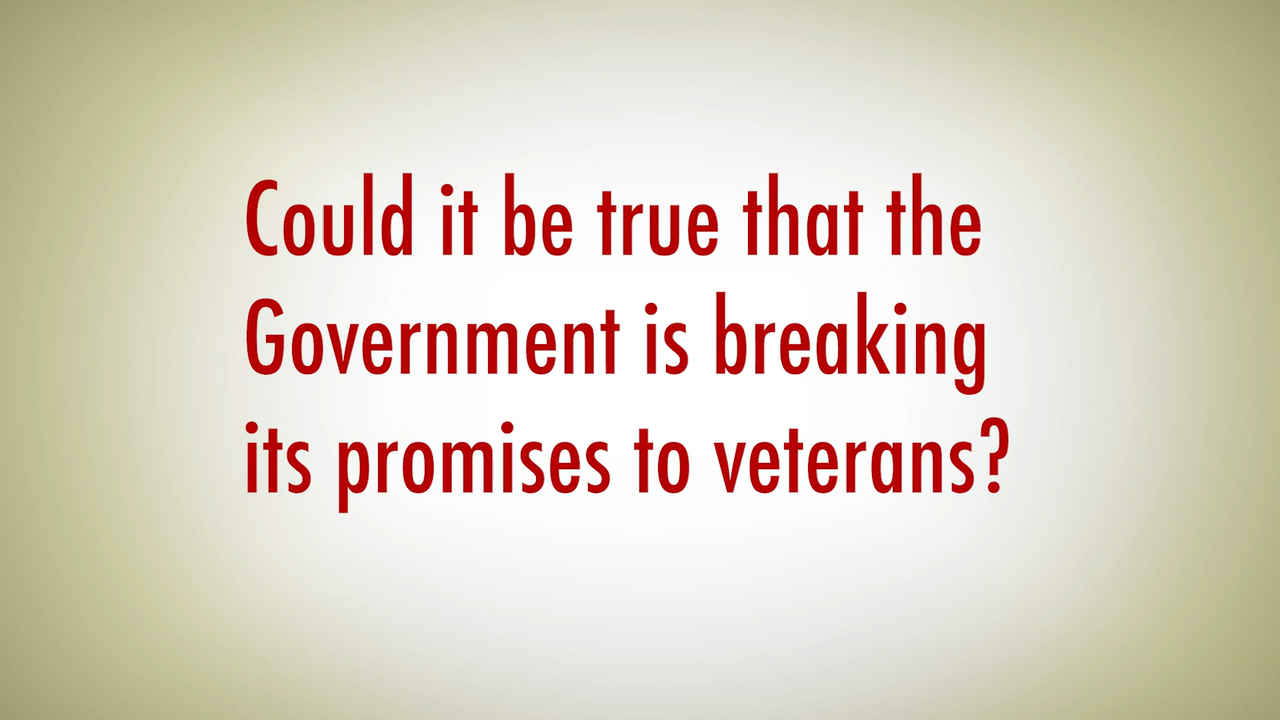 Could it be true that the
Government is breaking
its promises to veterans?